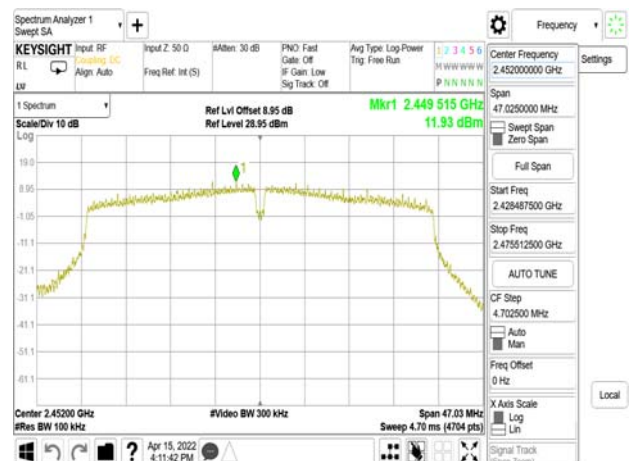 Spectrum Analyzer 1
Swept SA
Frequency
KEYSIGHT
Input: RF
Input Z: 50 Ω
#Atten: 30 dB
PNO: Fast
Avg Type: Log-Power
1 2 3 4 5 6
RL
Coupling: DC
Gate: Off
Trig: Free Run
M W W W W W
Align: Auto
Freq Ref: Int (S)
IF Gain: Low
P N N N N N
Sig Track: Off
Center Frequency
2.452000000 GHz
Settings
Span
47.0250000 MHz
Swept Span
Zero Span
Full Span
Start Freq
2.428487500 GHz
Stop Freq
2.475512500 GHz
AUTO TUNE
CF Step
4.702500 MHz
Auto
Man
Freq Offset
0 Hz
X Axis Scale
Log
Lin
Local
Signal Track
1 Spectrum
Ref Lvl Offset 8.95 dB
Mkr1 2.449 515 GHz
Scale/Div 10 dB
Ref Level 28.95 dBm
11.93 dBm
Log
1
19.0
8.95
-1.05
-11.1
-21.1
-31.1
-41.1
-51.1
-61.1
Center 2.45200 GHz
#Video BW 300 kHz
Span 47.03 MHz
#Res BW 100 kHz
Sweep 4.70 ms (4704 pts)
?
Apr 15, 2022
4:11:42 PM